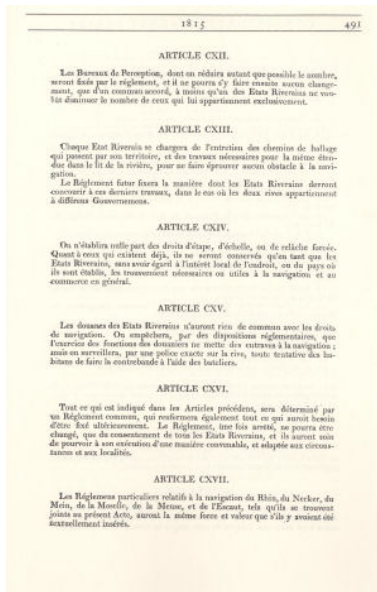 1815
491
ARTICLE CXII.
Les Bureaux de Perception, dont on réduira autant que possible le nombre,
seront fixés par le réglement, et il ne pourra s'y faire ensuite aucun change-
ment, que d'un commun accord, à moins qu'un des Etats Riverains ne vou-
lût diminuer le nombre de ceux qui lui appartiennent exclusivement.
ARTICLE CXIII.
Chaque Etat Riverain se chargera de l'entretien des chemins de hallage
qui passent par son territoire, et des travaux nécessaires pour la même éten-
due dans le lit de la rivière, pour ne faire éprouver aucun obstacle à la navi-
gation.
Le Réglement futur fixera la manière dont les Etats Riverains devront
concourir à ces derniers travaux, dans le cas où les deux rives appartiennent
à différens Gouvernemens.
ARTICLE CXIV.
On n'établira nulle part des droits d'étape, d'échelle, ou de relâche forcée.
Quant à ceux qui existent déjà, ils ne seront conservés qu'en tant que les
Etats Riverains, sans avoir égard à l'intérêt local de l'endroit, ou du pays où
ils sont établis, les trouveroient nécessaires ou utiles à la navigation et au
commerce en général.
ARTICLE CXV.
Les douanes des Etats Riverains n'auront rien de commun avec les droits
de navigation. On empêchera, par des dispositions réglementaires, que
l'exercice des fonctions des douaniers ne mette des entraves à la navigation ;
mais on surveillera, par une police exacte sur la rive, toute tentative des ha-
bitans de faire la contrebande à l'aide des bateliers.
ARTICLE CXVI.
Tout ce qui est indiqué dans les Articles précédens, sera déterminé par
un Réglement commun, qui renfermera également tout ce qui auroit besoin
d'être fixé ultérieurement. Le Réglement, une fois arrêté, ne pourra être
changé, que du consentement de tous les Etats Riverains, et ils auront soin
de pourvoir à son exécution d'une manière convenable, et adaptée aux circons-
tances et aux localités.
ARTICLE CXVII.
Les Réglemens particuliers relatifs à la navigation du Rhin, du Necker, du
Mein, de la Moselle, de la Meuse, et de l'Escaut, tels qu'ils se trouvent
joints au présent Acte, auront la même force et valeur que s'ils y avoient été
textuellement insérés.